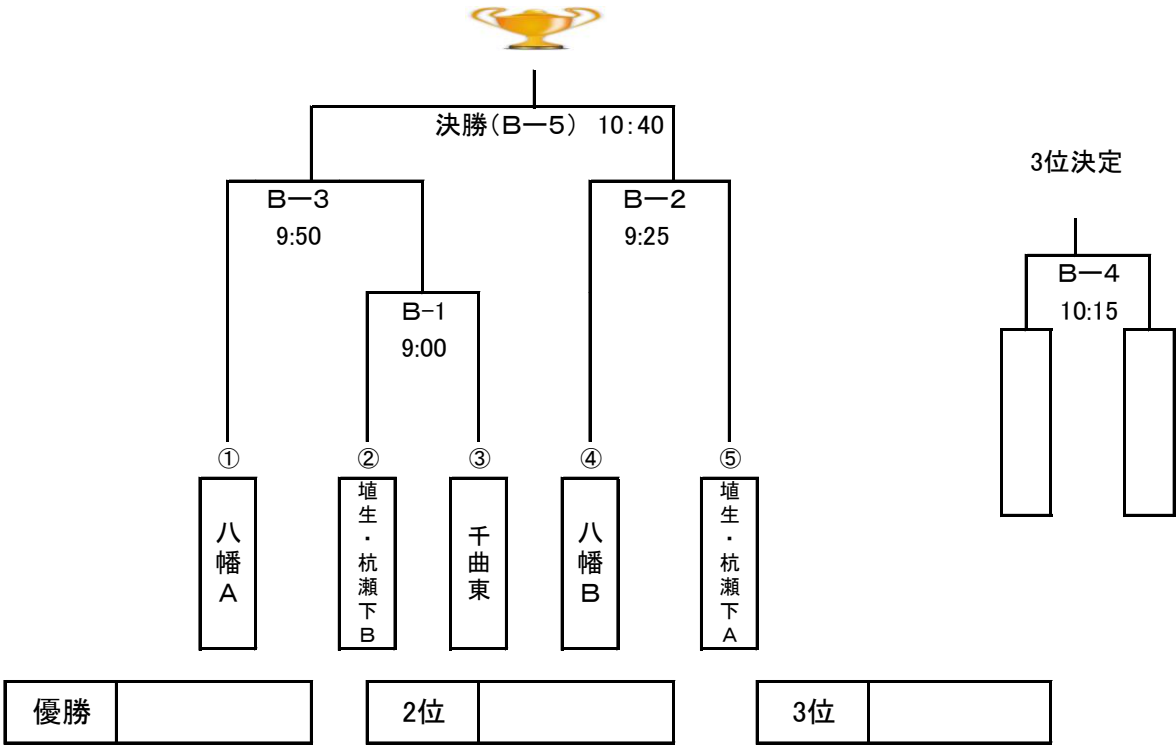 決勝(B－5) 10:40
3位決定
B－3
9:50
B－2
9:25
B－4
10:15
B-1
9:00
①
②
③
④
⑤
八幡A
埴生・杭瀬下B
千曲東
八幡B
埴生・杭瀬下A
優勝
2位
3位